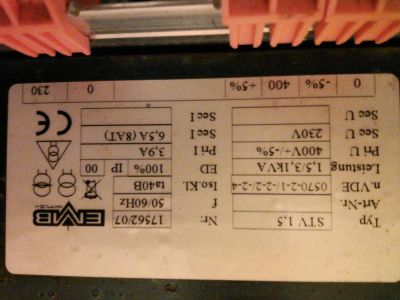 Typ STV 1,5 Nr: 17562/07 EMB
Art-Nr. f 50/60Hz
n.VDE 0570-2-1/-2-2/-2-4 Iso.Kl. ta40B
Leistung 1,5/3,1KVA ED 100% IP 00
Pri U 400V+/-5% Pri I 3,9A
Sec U 230V Sec I 6,5A (8AT)
Sec U Sec I CE
0 -5% 400 +5% 0 230